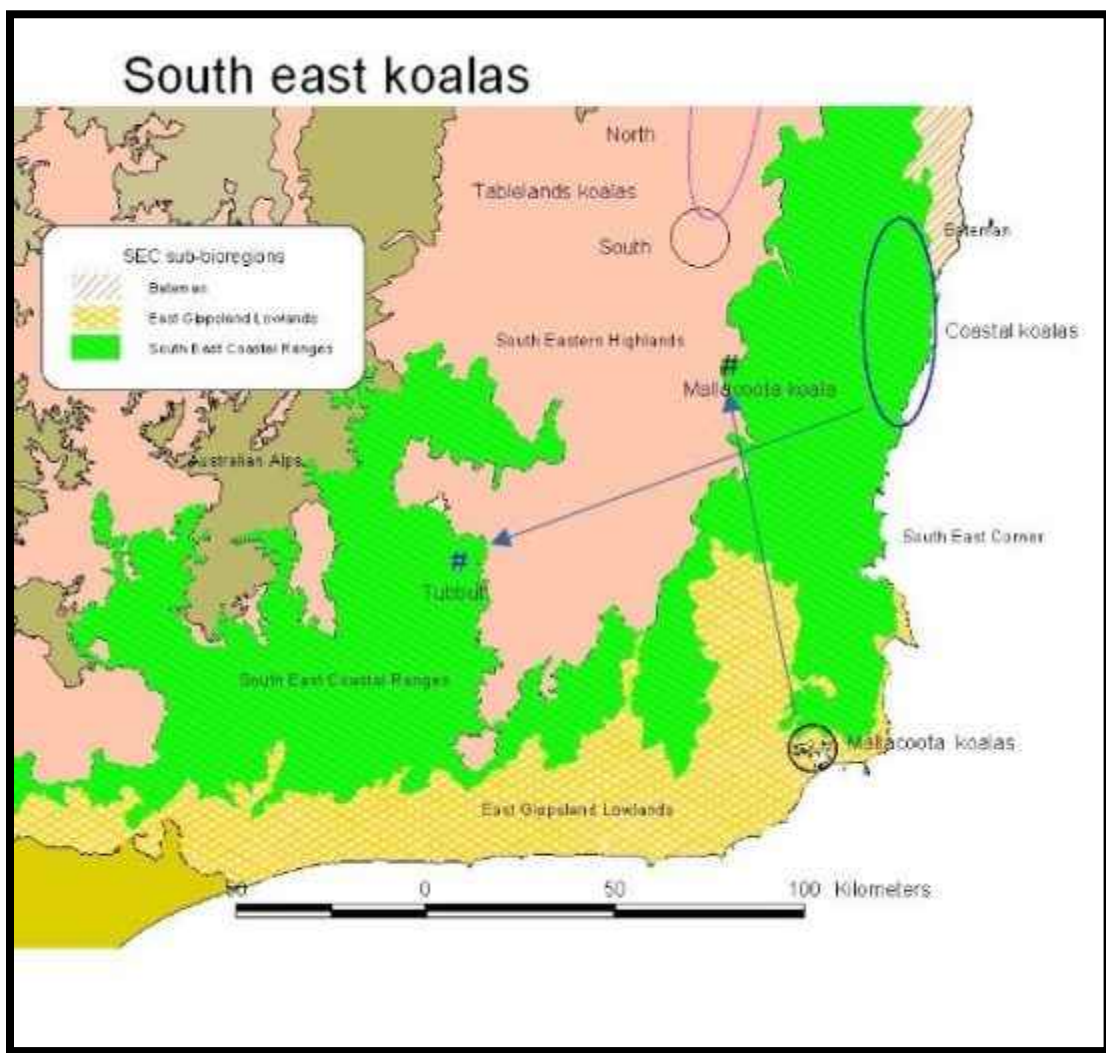 South east koalas
North
Tablelands koalas
South
SEC sub-bioregions
Bateman
East Gippsland Lowlands
South East Coastal Ranges
Bateman
Coastal koalas
South Eastern Highlands
#
Mallacoota koala
Australian Alps
South East Corner
#
Tubbut
South East Coastal Ranges
Mallacoota koalas
East Gippsland Lowlands
50 0 50 100 Kilometers